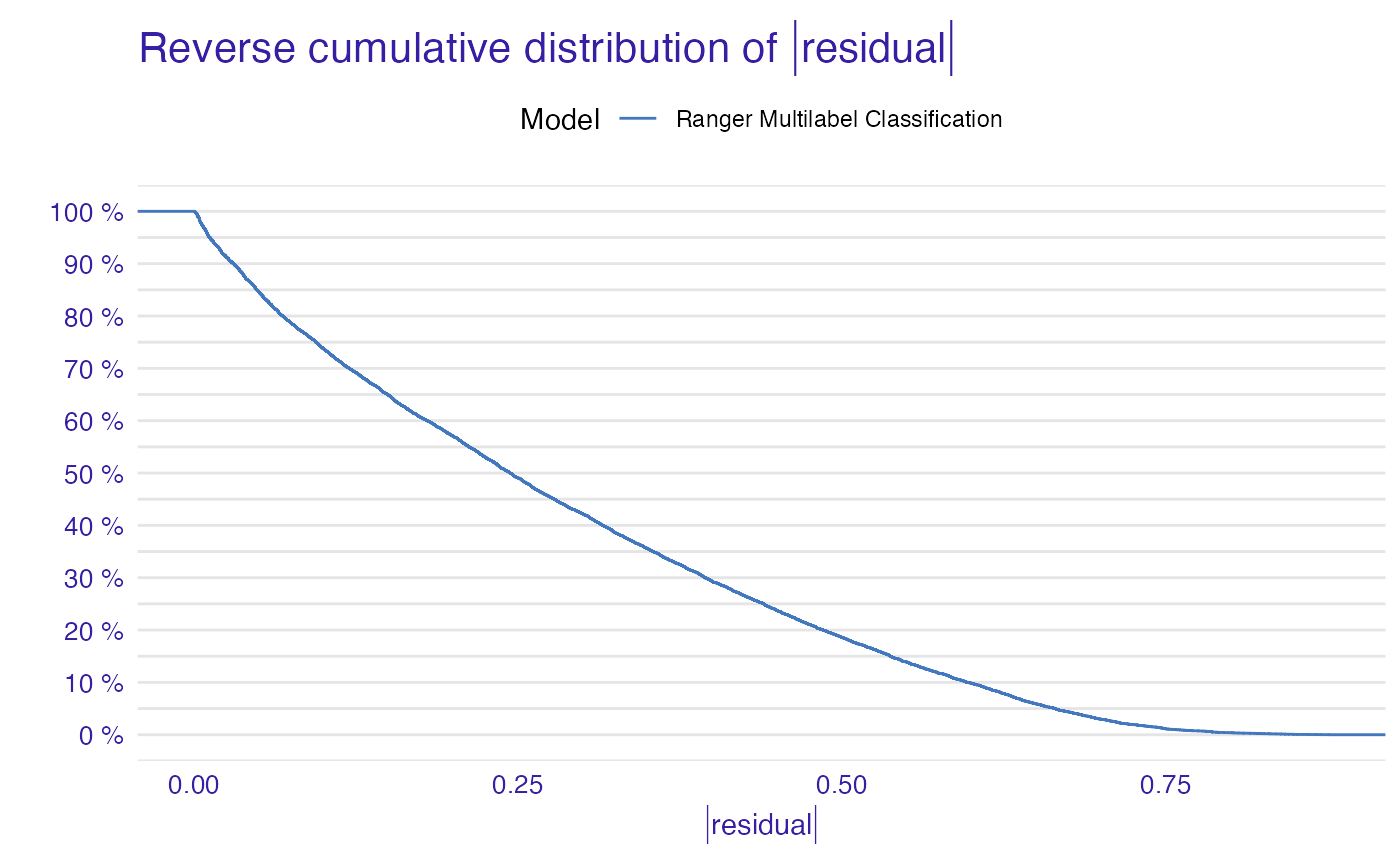 Reverse cumulative distribution of |residual|
Model Ranger Multilabel Classification
100 %
90 %
80 %
70 %
60 %
50 %
40 %
30 %
20 %
10 %
0 %
0.00 0.25 0.50 0.75
|residual|